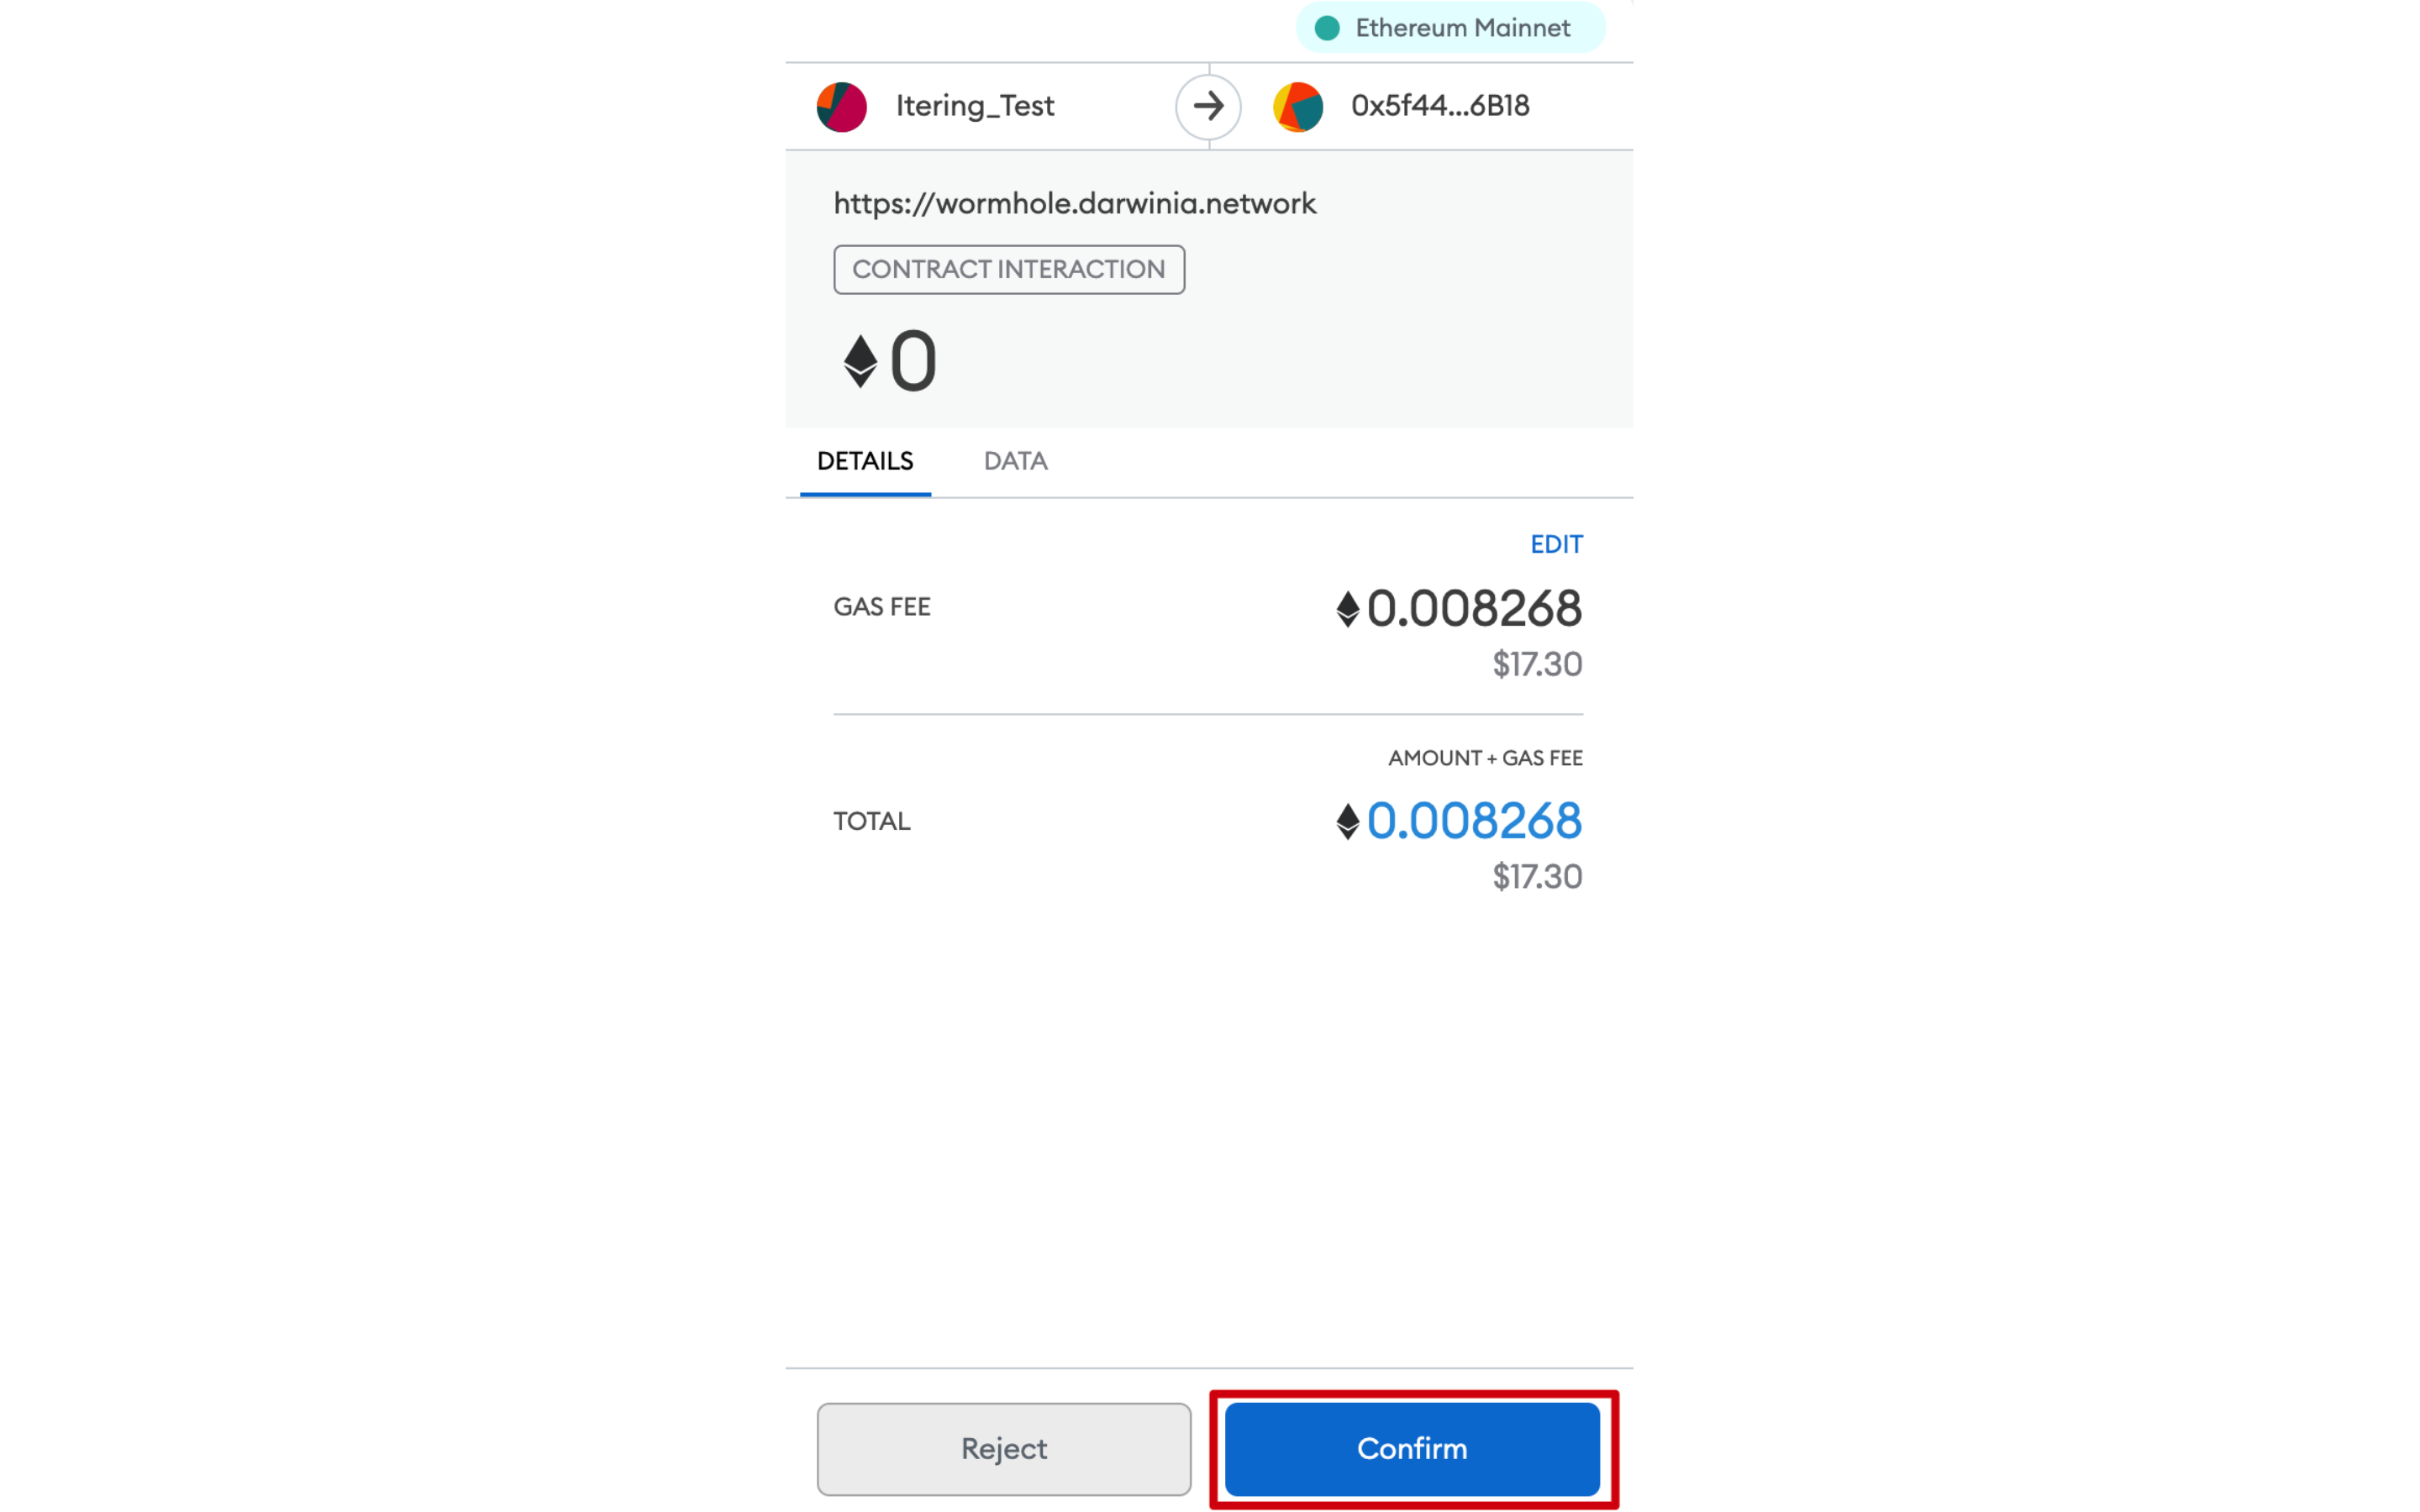 Ethereum Mainnet
Itering_Test
0x5f44...6B18
https://wormhole.darwinia.network
CONTRACT INTERACTION
0
DETAILS DATA
EDIT
GAS FEE 0.008268
$17.30
AMOUNT + GAS FEE
TOTAL 0.008268
$17.30
Reject Confirm